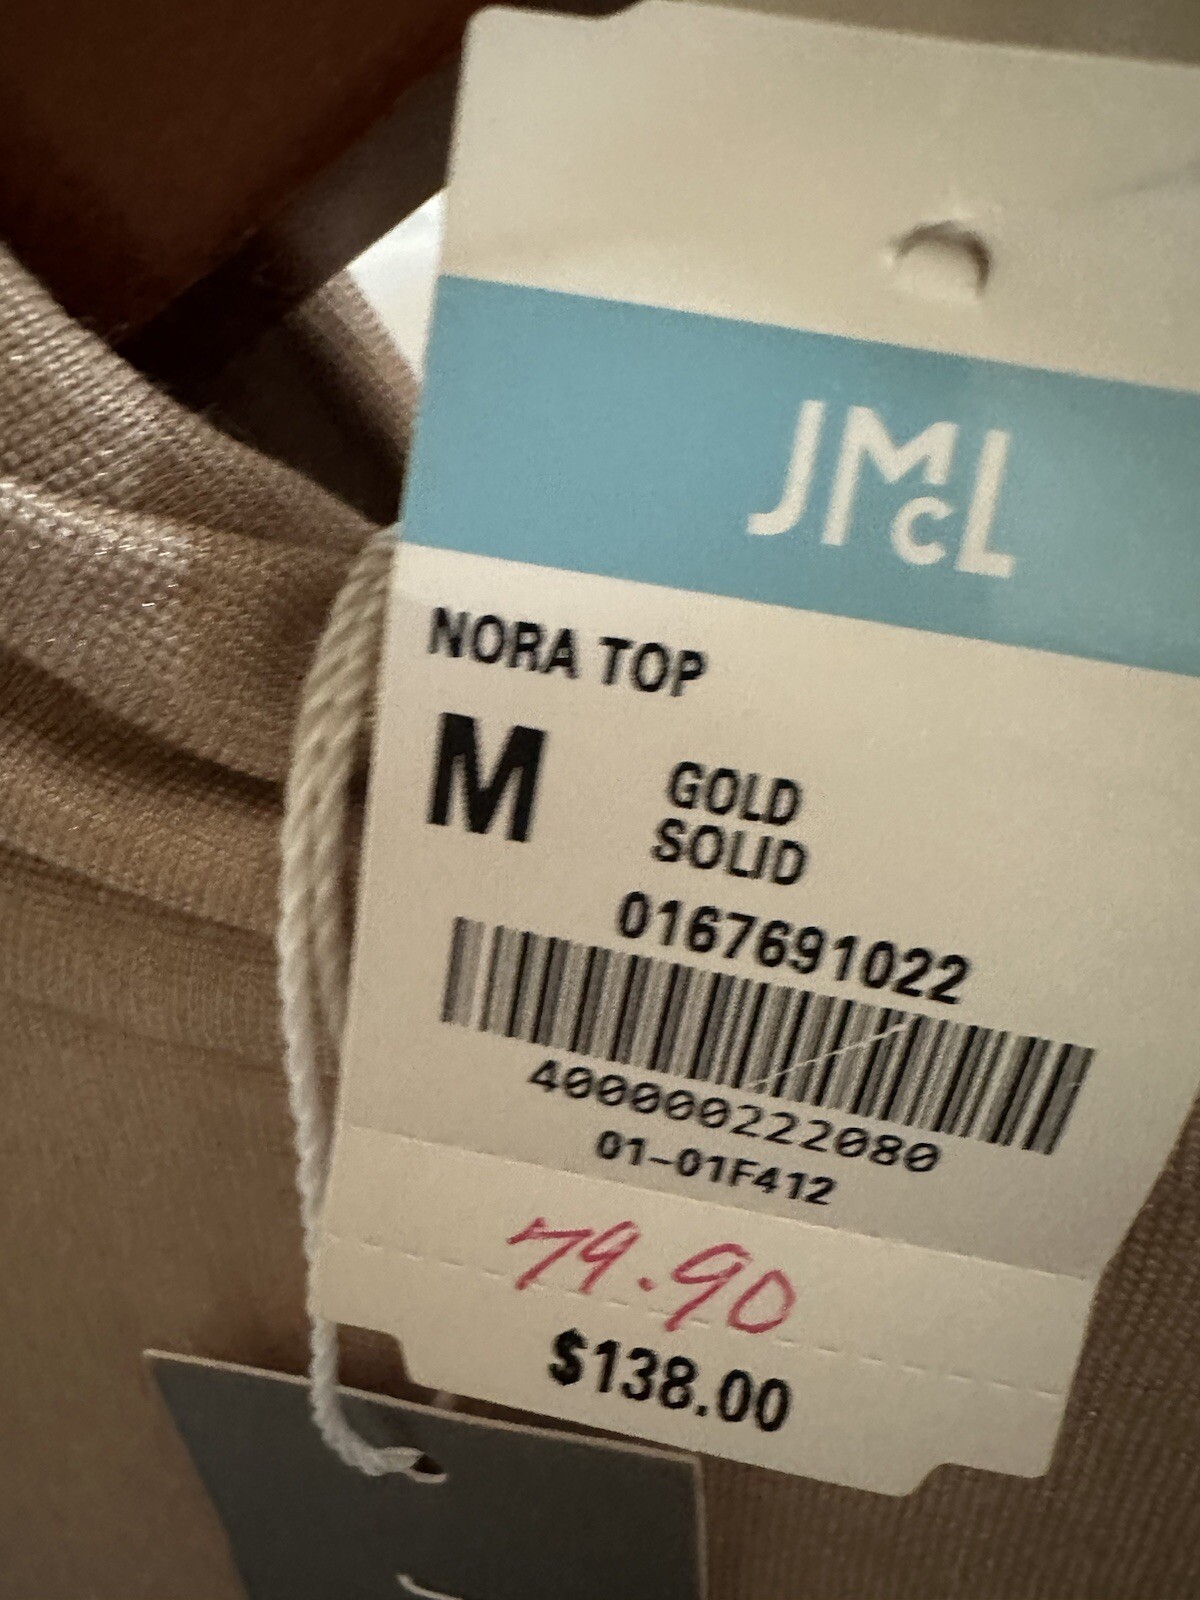 JMcL
NORA TOP
M
GOLD
SOLID
0167691022
400000222080
01-01F412
79.90
$138.00